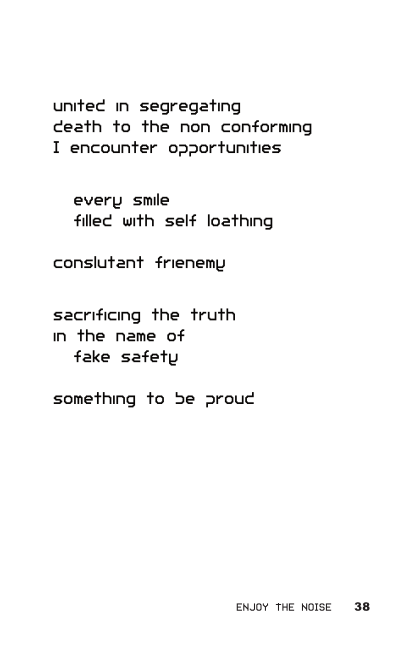 united in segregating
death to the non conforming
I encounter opportunities
every smile
filled with self loathing
conslutant frienemy
sacrificing the truth
in the name of
fake safety
something to be proud
ENJOY THE NOISE 38